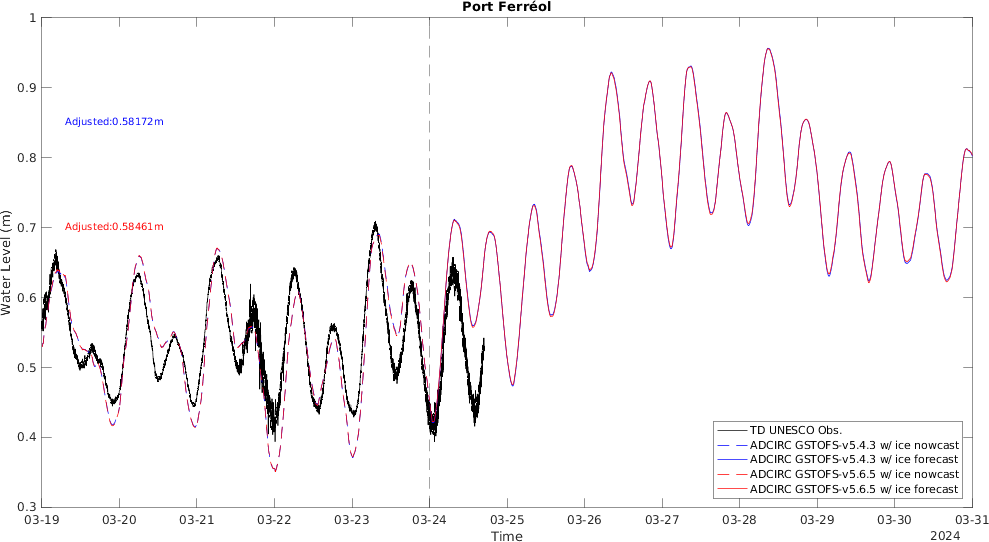 Port Ferréol
Water Level (m)
1
0.9
0.8
0.7
0.6
0.5
0.4
0.3
Adjusted:0.58172m
Adjusted:0.58461m
TD UNESCO Obs.
ADCIRC GSTOFS-v5.4.3 w/ ice nowcast
ADCIRC GSTOFS-v5.4.3 w/ ice forecast
ADCIRC GSTOFS-v5.6.5 w/ ice nowcast
ADCIRC GSTOFS-v5.6.5 w/ ice forecast
03-19 03-20 03-21 03-22 03-23 03-24 03-25 03-26 03-27 03-28 03-29 03-30 03-31
Time
2024